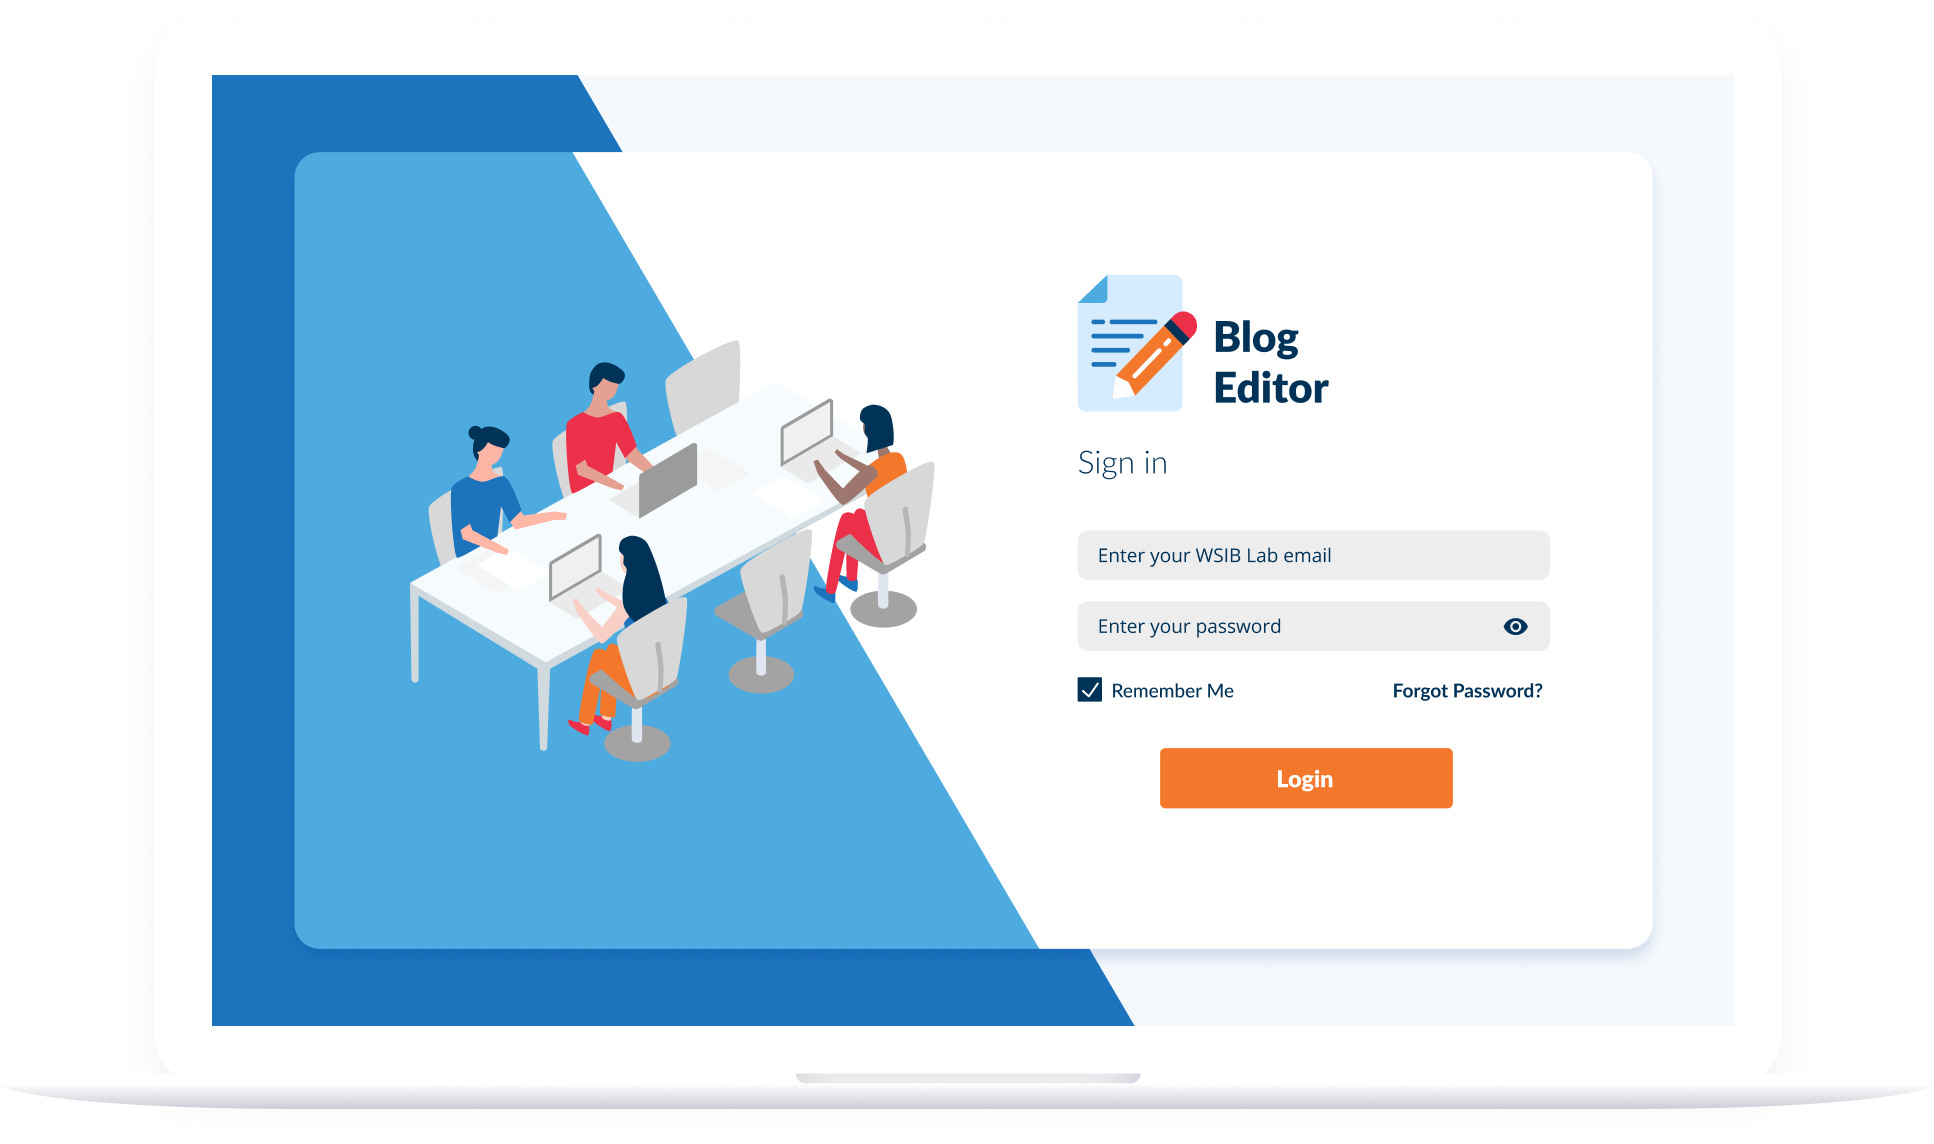 Blog
Editor
Sign in
Enter your WSIB Lab email
Enter your password
Remember Me
Forgot Password?
Login